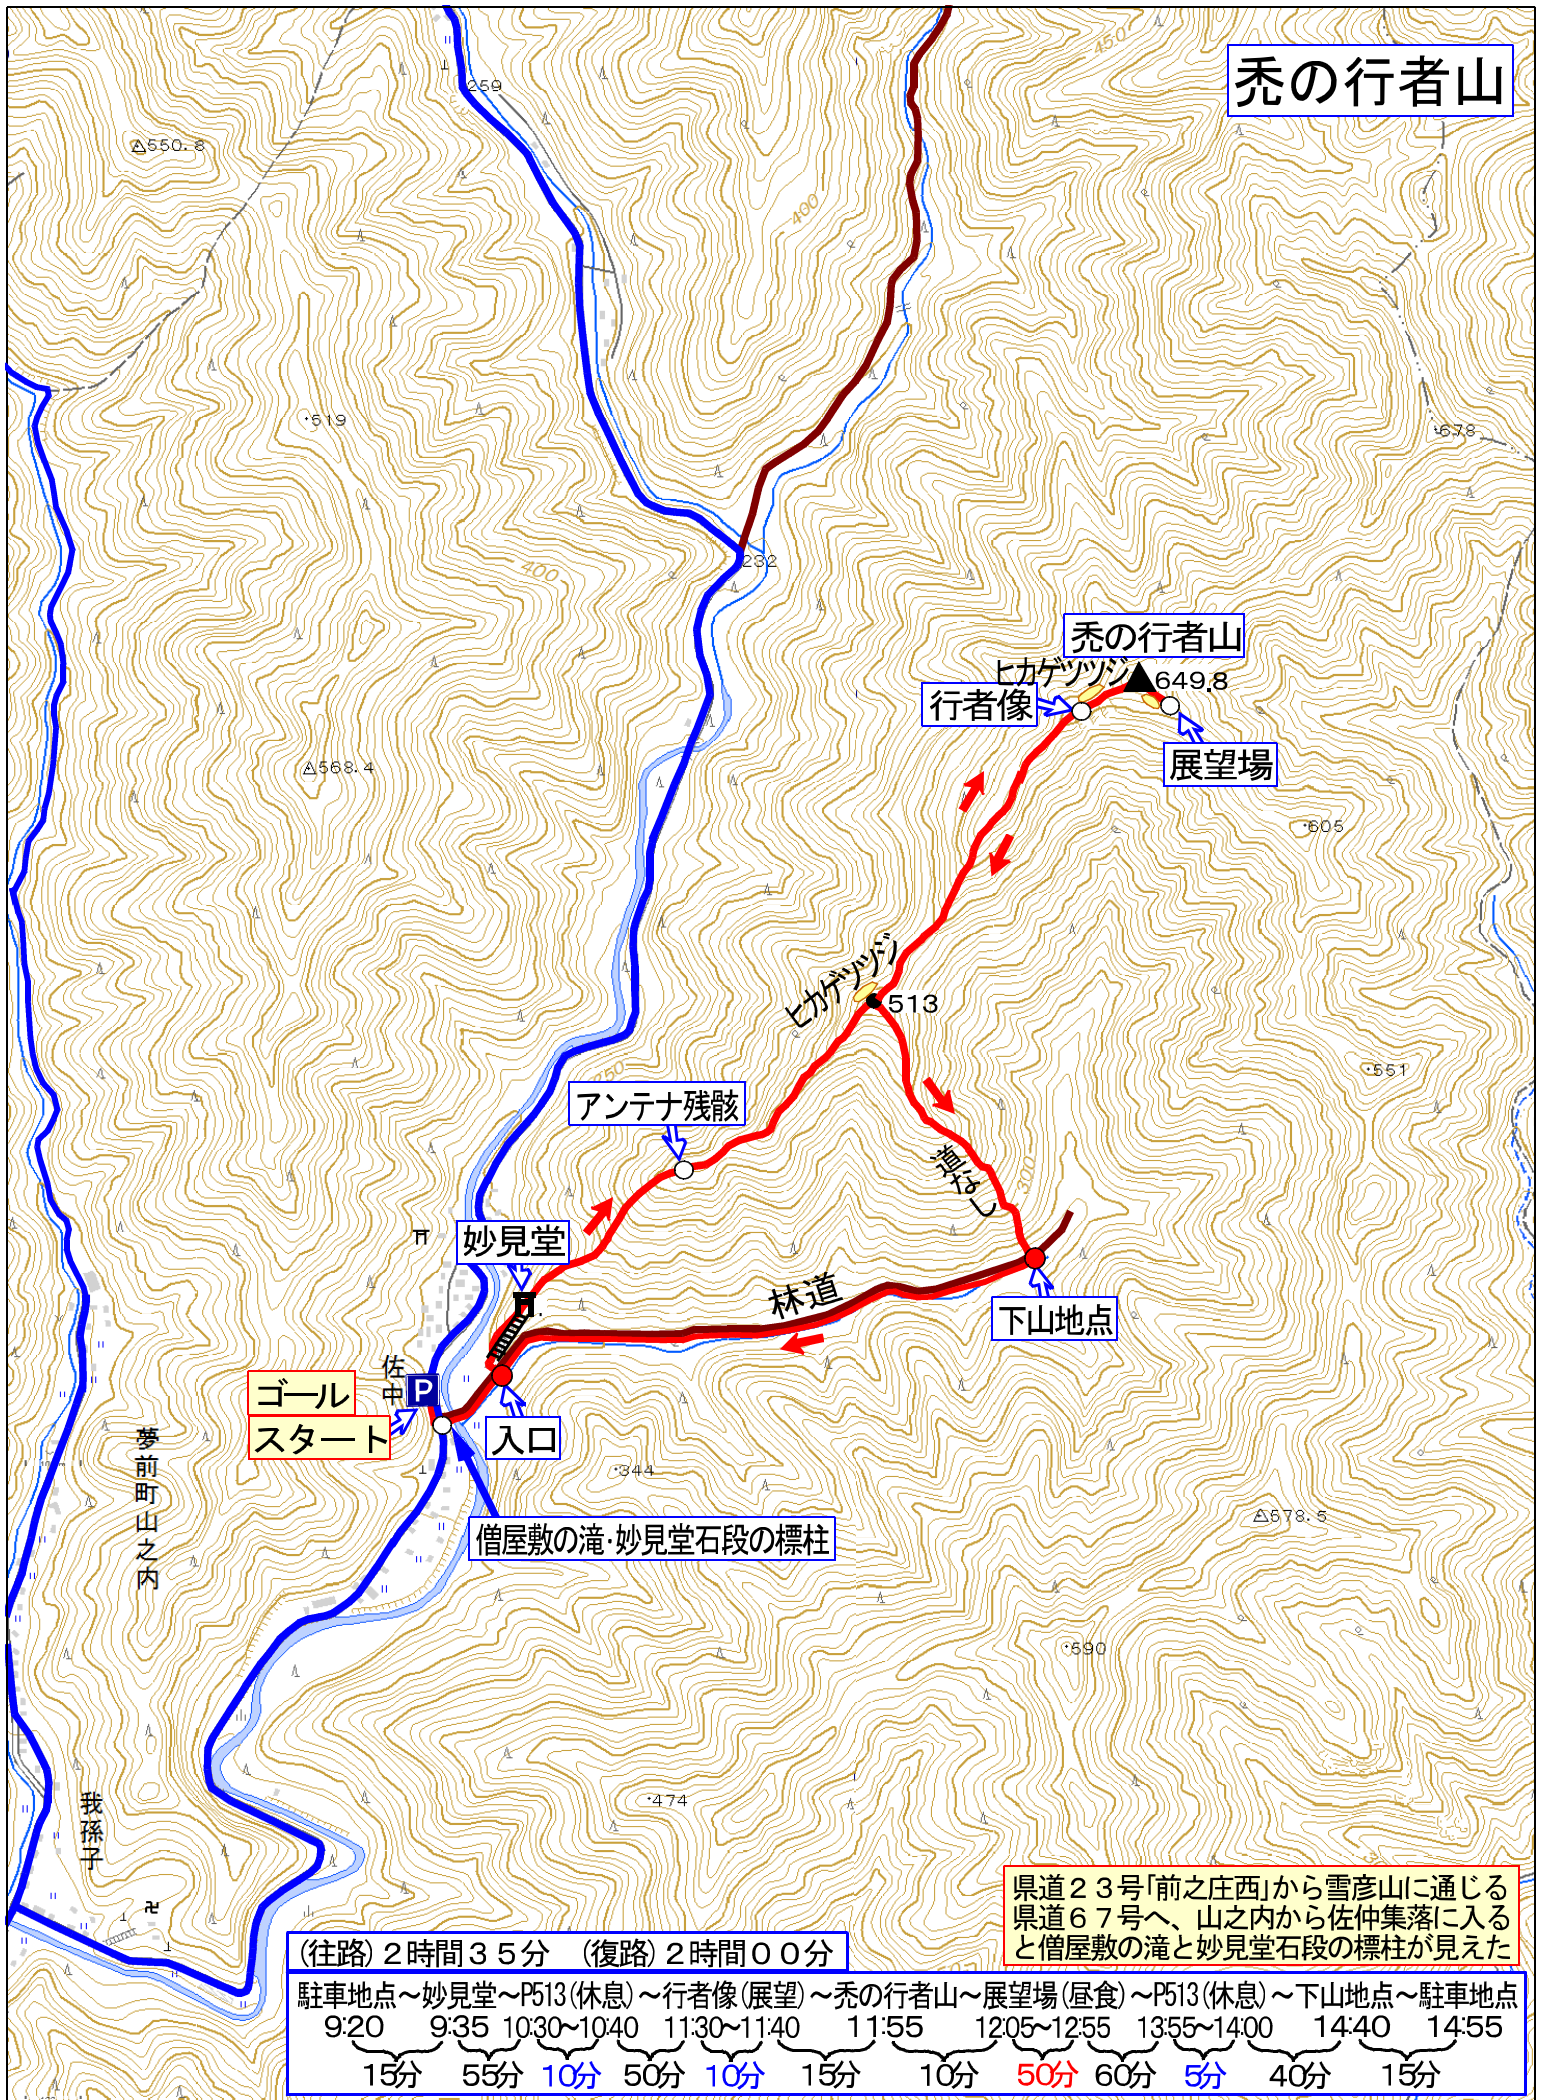 禿の行者山
450
259
550.8
400
519
678
400
232
禿の行者山
ヒカゲツツジ
649.8
行者像
展望場
568.4
605
ヒカゲツツジ
513
250
551
アンテナ残骸
道なし
300
妙見堂
林道
下山地点
佐中
P
ゴール
スタート
入口
夢前町山之内
344
578.5
僧屋敷の滝・妙見堂石段の標柱
590
474
我孫子
県道23号「前之庄西」から雪彦山に通じる
県道67号へ、山之内から佐仲集落に入る
と僧屋敷の滝と妙見堂石段の標柱が見えた
(往路)2時間35分 (復路)2時間00分
駐車地点～妙見堂～P513(休息)～行者像(展望)～禿の行者山～展望場(昼食)～P513(休息)～下山地点～駐車地点
9:20 9:35 10:30～10:40 11:30～11:40 11:55 12:05～12:55 13:55～14:00 14:40 14:55
15分 55分 10分 50分 10分 15分 10分 50分 60分 5分 40分 15分